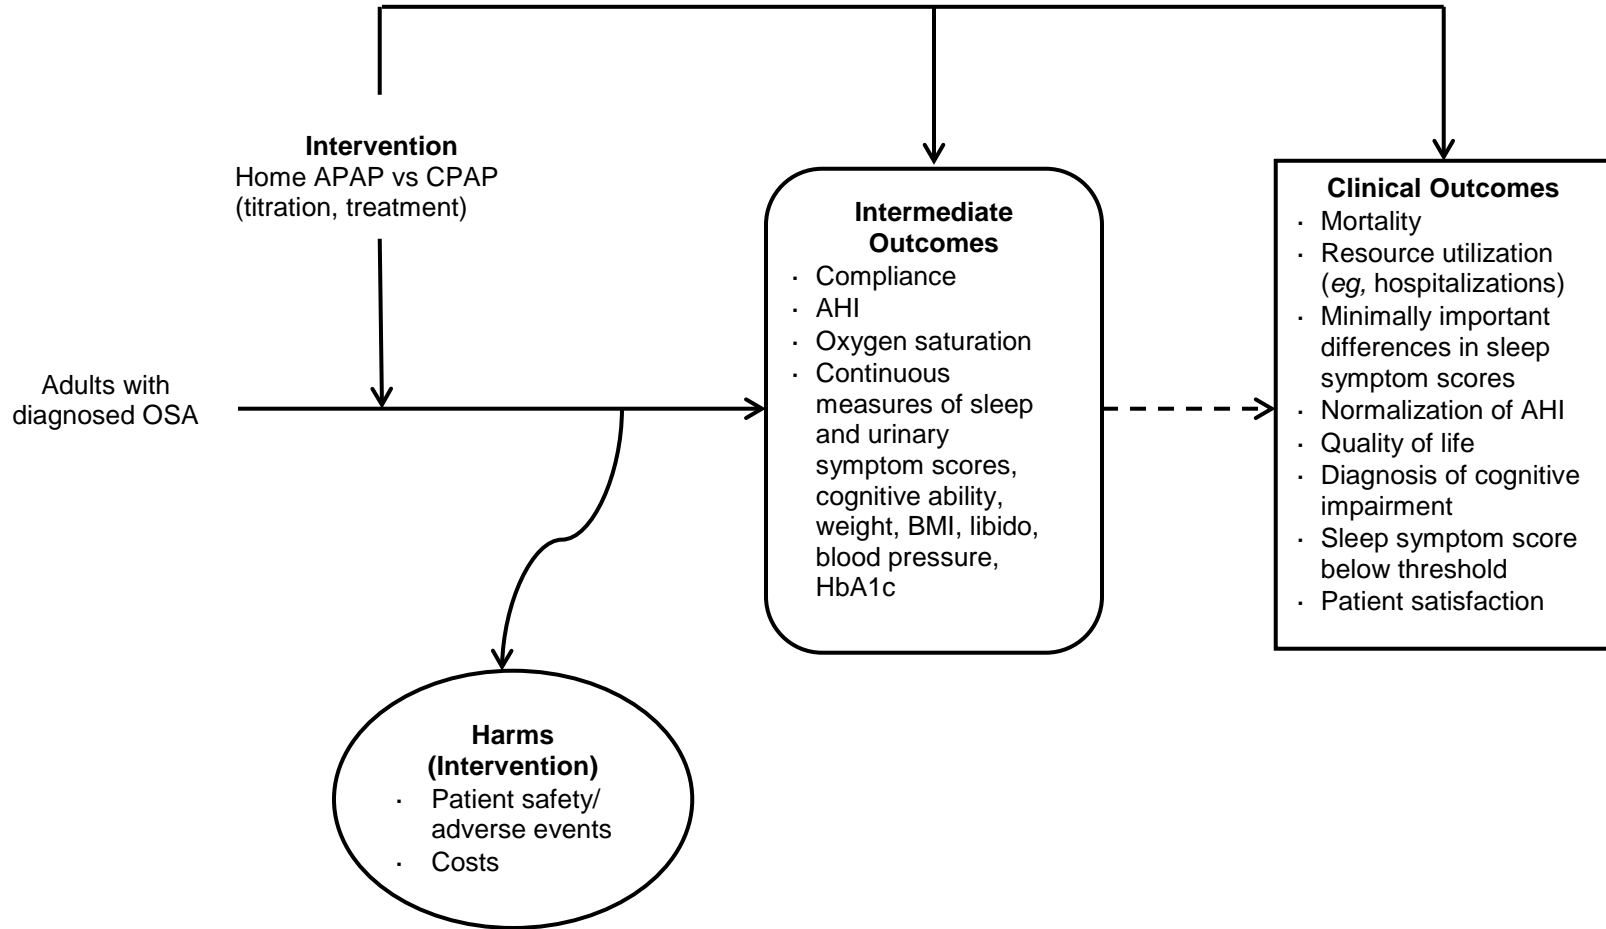 Intervention
Home APAP vs CPAP
(titration, treatment)
Adults with
diagnosed OSA
Intermediate
Outcomes
· Compliance
· AHI
· Oxygen saturation
· Continuous
measures of sleep
and urinary
symptom scores,
cognitive ability,
weight, BMI, libido,
blood pressure,
HbA1c
Clinical Outcomes
· Mortality
· Resource utilization
(eg, hospitalizations)
· Minimally important
differences in sleep
symptom scores
· Normalization of AHI
· Quality of life
· Diagnosis of cognitive
impairment
· Sleep symptom score
below threshold
· Patient satisfaction
Harms
(Intervention)
· Patient safety/
adverse events
· Costs